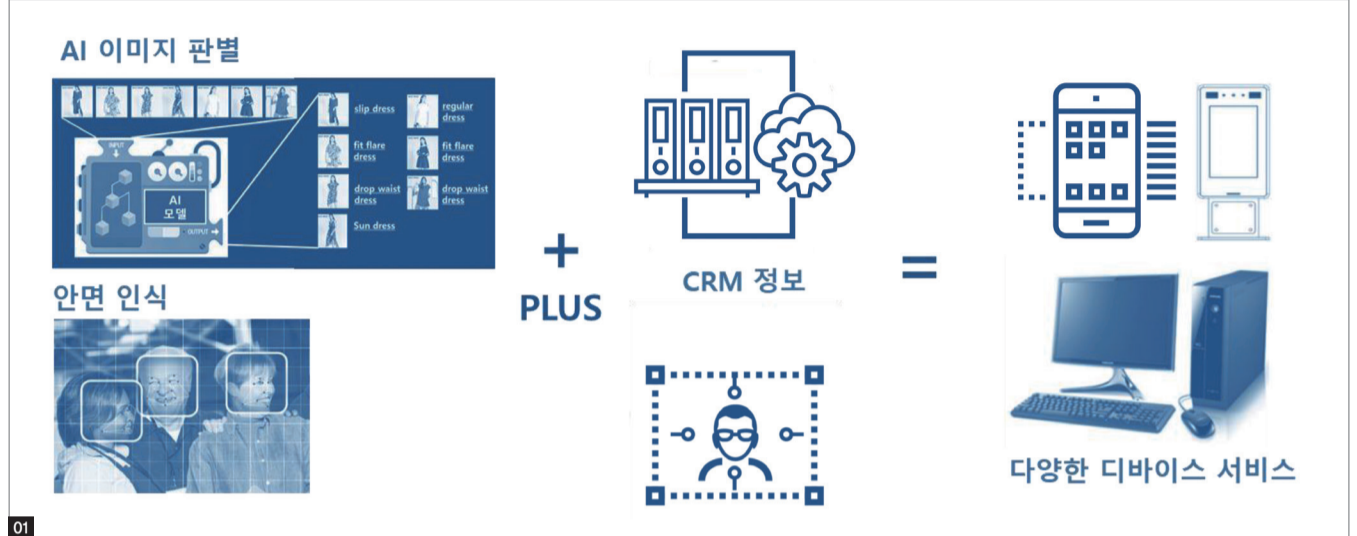 AI 이미지 판별
INPUT
AI
모델
OUTPUT
slip dress
regular
dress
fit flare
dress
fit flare
dress
drop waist
dress
drop waist
dress
Sun dress
안면 인식
+
PLUS
CRM 정보
=
다양한 디바이스 서비스
01